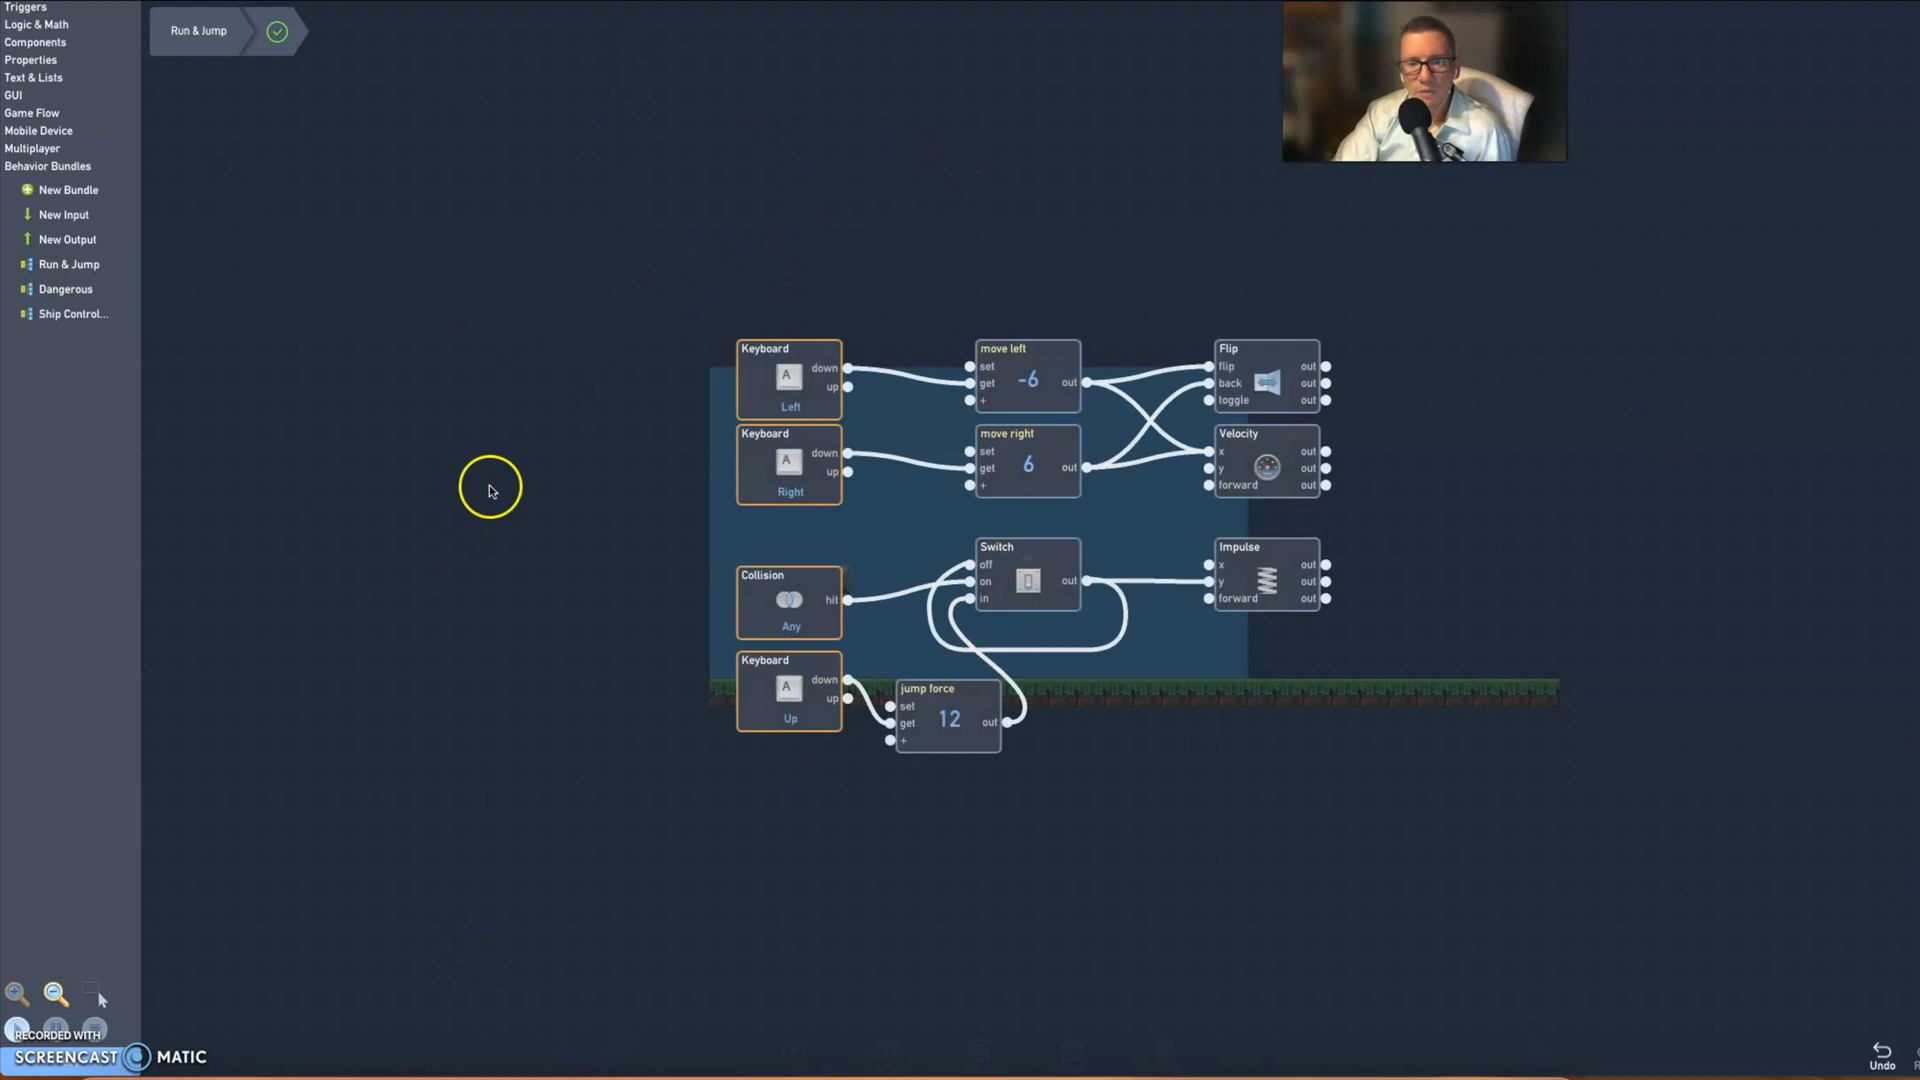 Triggers
Logic & Math
Components
Properties
Text & Lists
GUI
Game Flow
Mobile Device
Multiplayer
Behavior Bundles
New Bundle
New Input
New Output
Run & Jump
Dangerous
Ship Control...
Run & Jump
Keyboard
A
down
up
Left
move left
set
get
+
-6
out
Flip
flip
back
toggle
out
out
out
Keyboard
A
down
up
Right
move right
set
get
+
6
out
Velocity
x
y
forward
out
out
out
Collision
hit
Any
Switch
off
on
in
out
Impulse
x
y
forward
out
out
out
Keyboard
A
down
up
Up
jump force
set
get
+
12
out
RECORDED WITH
SCREENCAST MATIC
Undo